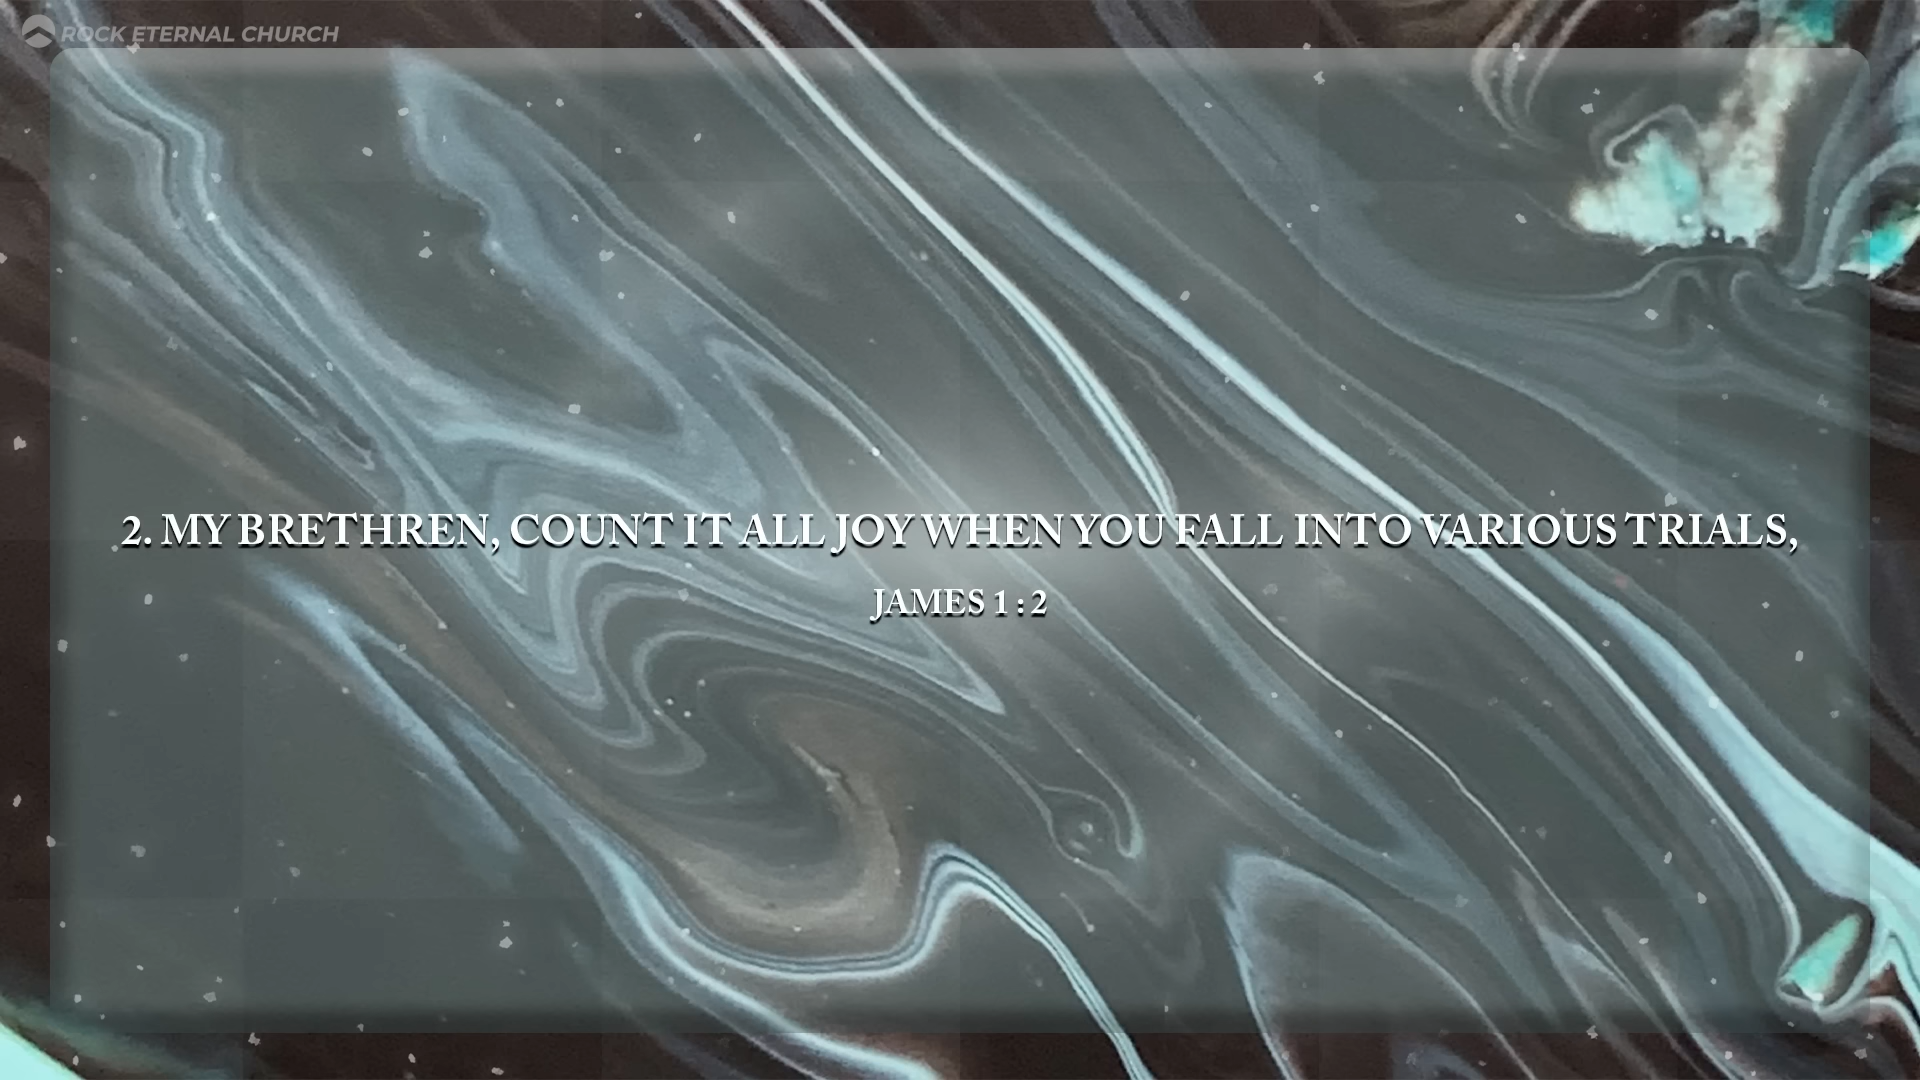 ROCK ETERNAL CHURCH
2. MY BRETHREN, COUNT IT ALL JOY WHEN YOU FALL INTO VARIOUS TRIALS,
JAMES 1 : 2